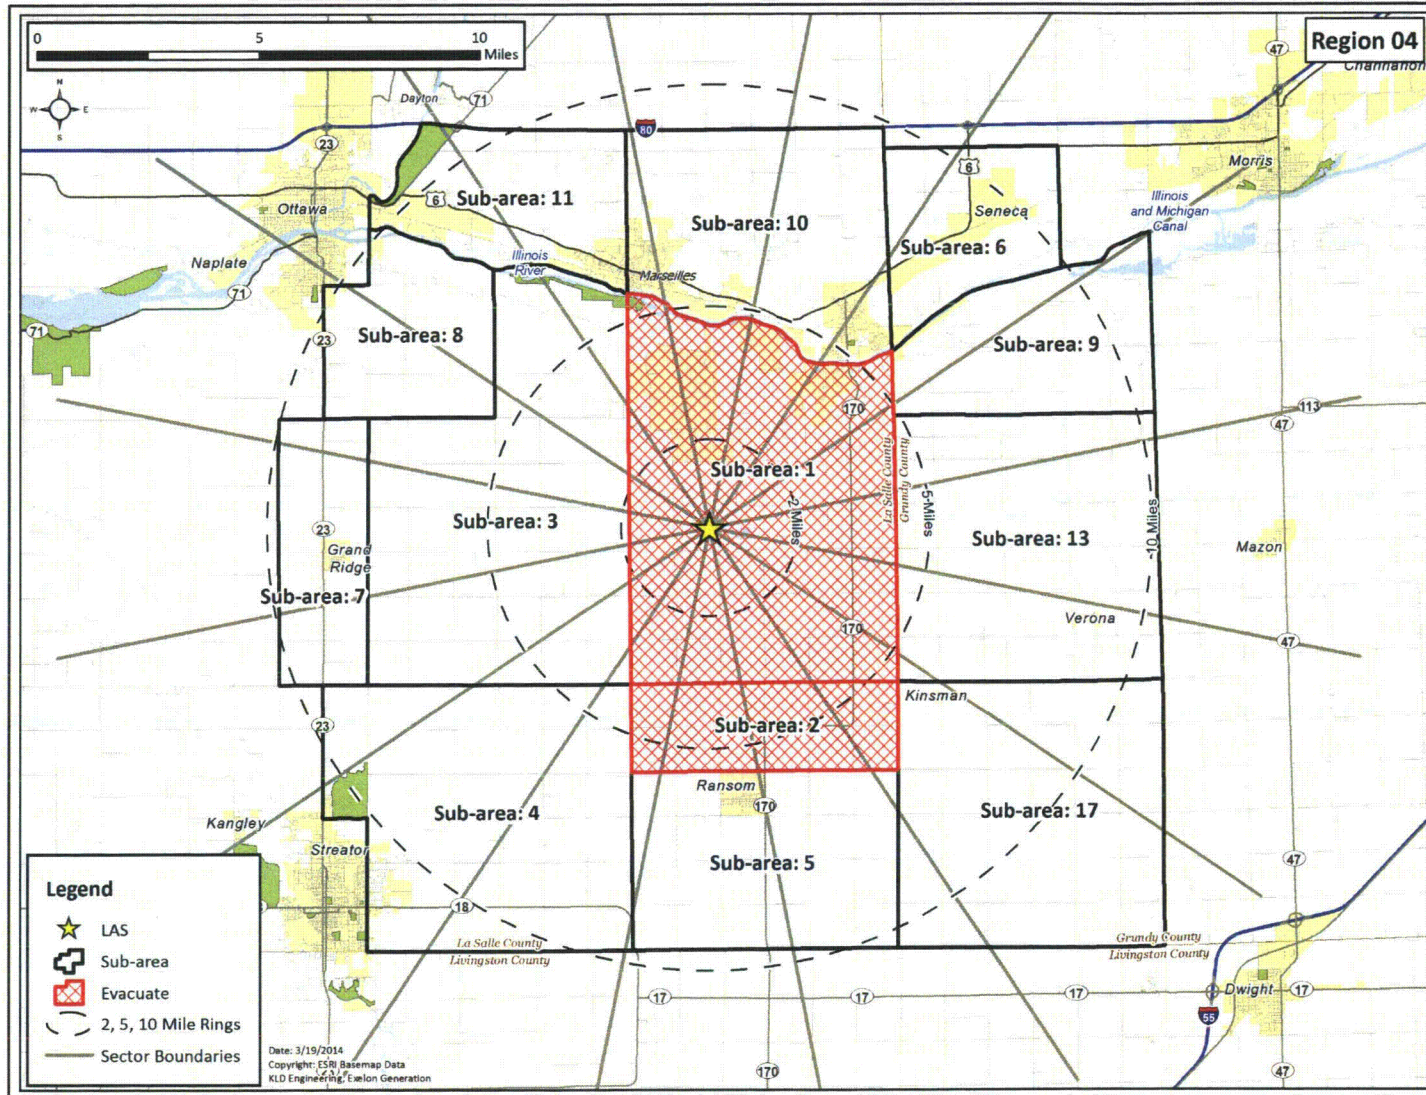 0
5
10
Miles
Region 04
N
W
E
S
47
Channahon
Dayton
71
80
23
6
Morris
Ottawa
6
Sub-area: 11
Sub-area: 10
Seneca
Illinois
and Michigan
Canal
Sub-area: 6
Naplate
Illinois
River
Marseilles
71
71
23
Sub-area: 8
Sub-area: 9
170
113
47
La Salle County
Grundy County
Sub-area: 1
2 Miles
5 Miles
10 Miles
Sub-area: 3
Sub-area: 13
23
Grand
Ridge
Mazon
Sub-area: 7
170
Verona
47
Kinsman
23
Sub-area: 2
Ransom
170
Sub-area: 4
Sub-area: 17
Kangley
Streator
Sub-area: 5
47
18
La Salle County
Livingston County
Grundy County
Livingston County
17
17
17
Dwight
17
55
170
47
Legend
LAS
Sub-area
Evacuate
2, 5, 10 Mile Rings
Sector Boundaries
Date: 3/19/2014
Copyright: ESRI Basemap Data
KLD Engineering, Exelon Generation